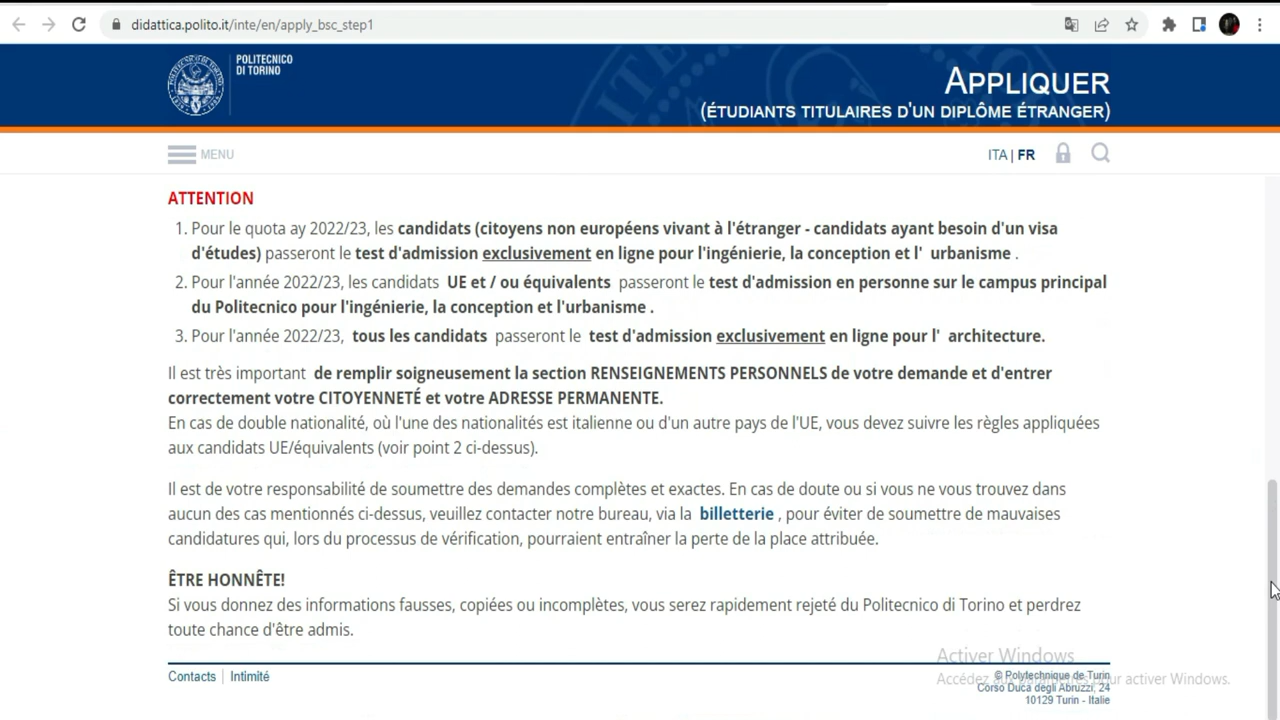 didattica.polito.it/inte/en/apply_bsc_step1
POLITECNICO
DI TORINO
APPLIQUER
(ÉTUDIANTS TITULAIRES D'UN DIPLÔME ÉTRANGER)
MENU
ITA | FR
ATTENTION
1. Pour le quota ay 2022/23, les candidats (citoyens non européens vivant à l'étranger - candidats ayant besoin d'un visa
d'études) passeront le test d'admission exclusivement en ligne pour l'ingénierie, la conception et l' urbanisme .
2. Pour l'année 2022/23, les candidats UE et / ou équivalents passeront le test d'admission en personne sur le campus principal
du Politecnico pour l'ingénierie, la conception et l'urbanisme .
3. Pour l'année 2022/23, tous les candidats passeront le test d'admission exclusivement en ligne pour l' architecture.
Il est très important de remplir soigneusement la section RENSEIGNEMENTS PERSONNELS de votre demande et d'entrer
correctement votre CITOYENNETÉ et votre ADRESSE PERMANENTE.
En cas de double nationalité, où l'une des nationalités est italienne ou d'un autre pays de l'UE, vous devez suivre les règles appliquées
aux candidats UE/équivalents (voir point 2 ci-dessus).
Il est de votre responsabilité de soumettre des demandes complètes et exactes. En cas de doute ou si vous ne vous trouvez dans
aucun des cas mentionnés ci-dessus, veuillez contacter notre bureau, via la billetterie , pour éviter de soumettre de mauvaises
candidatures qui, lors du processus de vérification, pourraient entraîner la perte de la place attribuée.
ÊTRE HONNÊTE!
Si vous donnez des informations fausses, copiées ou incomplètes, vous serez rapidement rejeté du Politecnico di Torino et perdrez
toute chance d'être admis.
Activer Windows
Accédez aux paramètres pour activer Windows.
Contacts | Intimité
© Polytechnique de Turin
Corso Duca degli Abruzzi, 24
10129 Turin - Italie